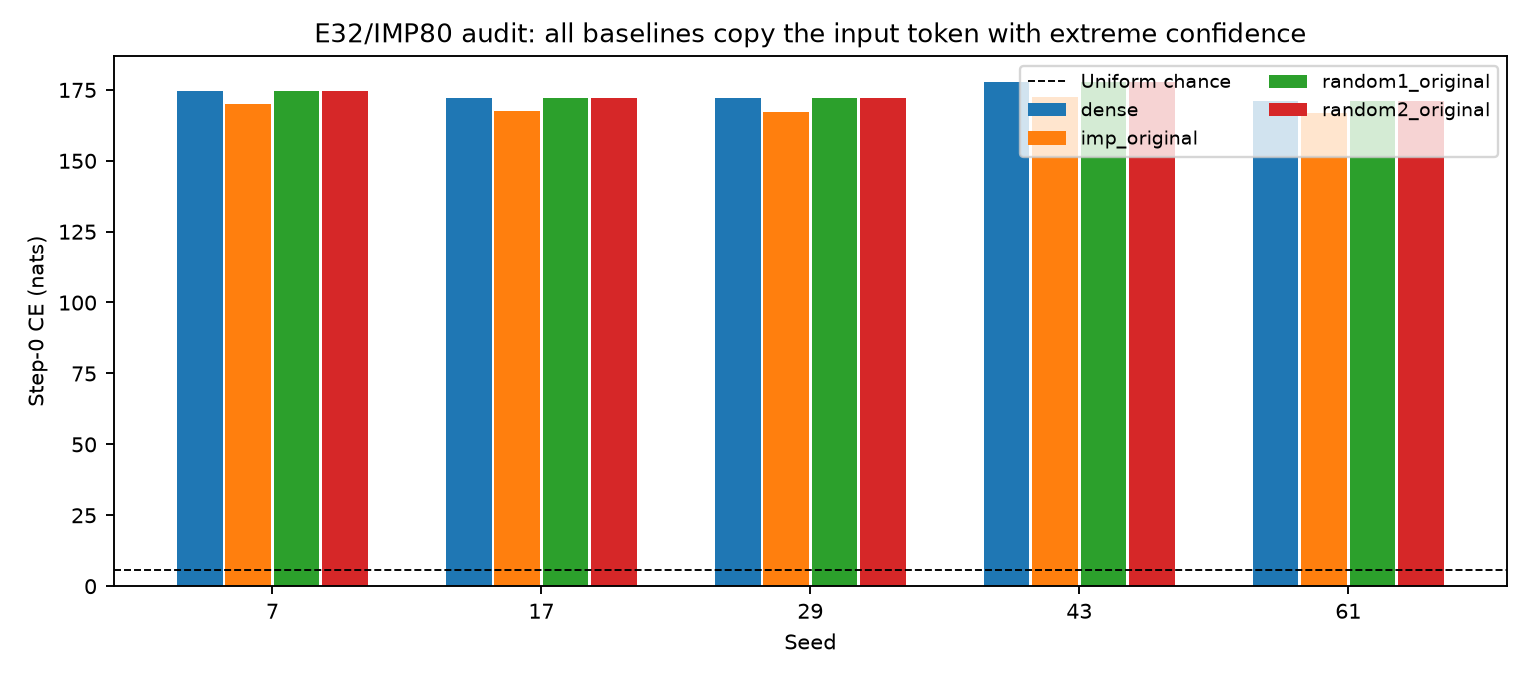 E32/IMP80 audit: all baselines copy the input token with extreme confidence
Uniform chance
dense
imp_original
random1_original
random2_original
Step-0 CE (nats)
175
150
125
100
75
50
25
0
7 17 29 43 61
Seed